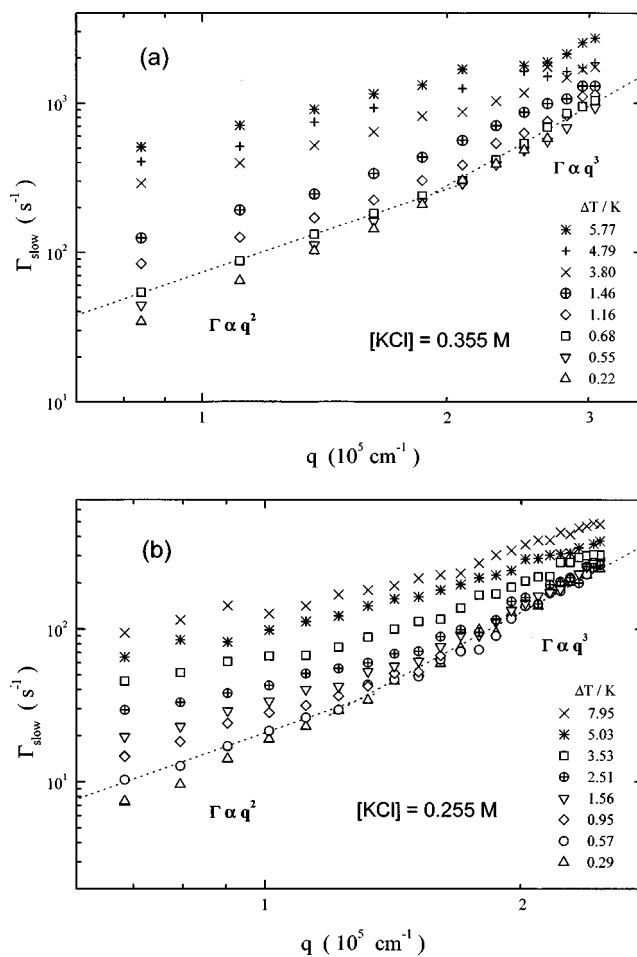 (a)
10³
10²
10¹
Γslow ( s⁻¹ )
Γ α q²
Γ α q³
[KCl] = 0.355 M
ΔT / K
5.77
4.79
3.80
1.46
1.16
0.68
0.55
0.22
1 2 3
q (10⁵ cm⁻¹ )
(b)
10²
10¹
Γslow ( s⁻¹ )
Γ α q²
Γ α q³
[KCl] = 0.255 M
ΔT / K
7.95
5.03
3.53
2.51
1.56
0.95
0.57
0.29
1 2
q ( 10⁵ cm⁻¹ )